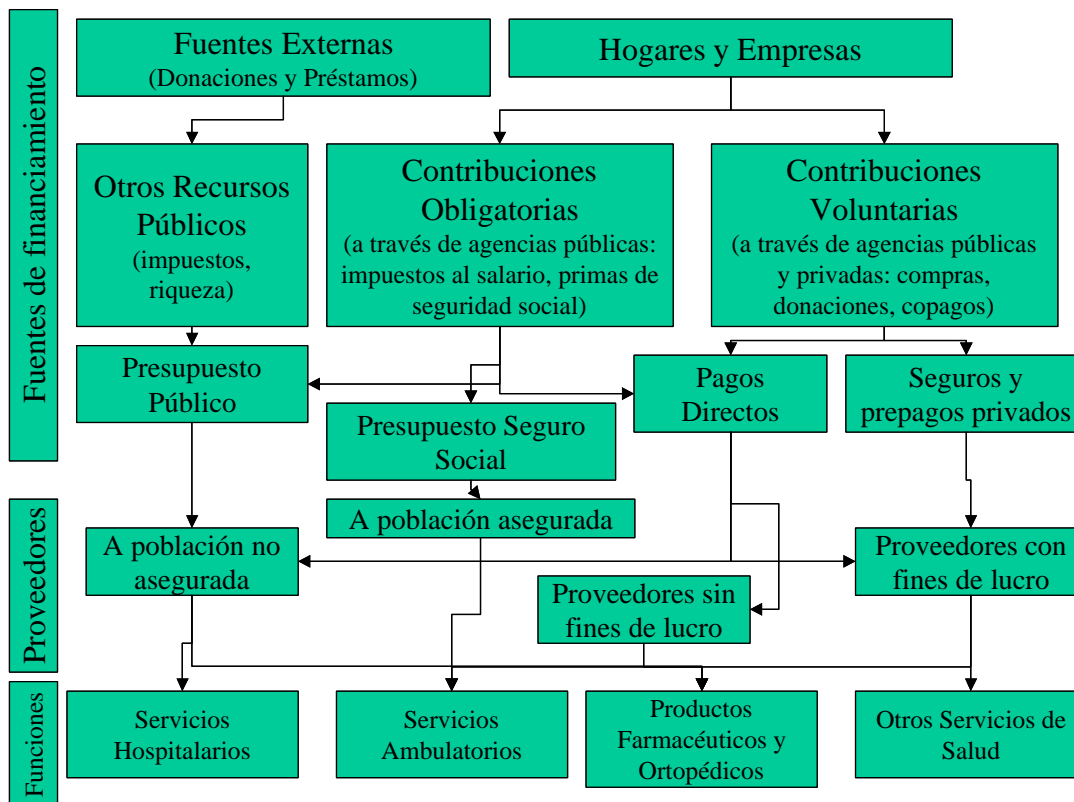 Fuentes de financiamiento
Fuentes Externas
(Donaciones y Préstamos)
Hogares y Empresas
Otros Recursos
Públicos
(impuestos,
riqueza)
Contribuciones
Obligatorias
(a través de agencias públicas:
impuestos al salario, primas de
seguridad social)
Contribuciones
Voluntarias
(a través de agencias públicas
y privadas: compras,
donaciones, copagos)
Presupuesto
Público
Presupuesto Seguro
Social
Pagos
Directos
Seguros y
prepagos privados
Proveedores
A población no
asegurada
A población asegurada
Proveedores sin
fines de lucro
Proveedores con
fines de lucro
Funciones
Servicios
Hospitalarios
Servicios
Ambulatorios
Productos
Farmacéuticos y
Ortopédicos
Otros Servicios de
Salud